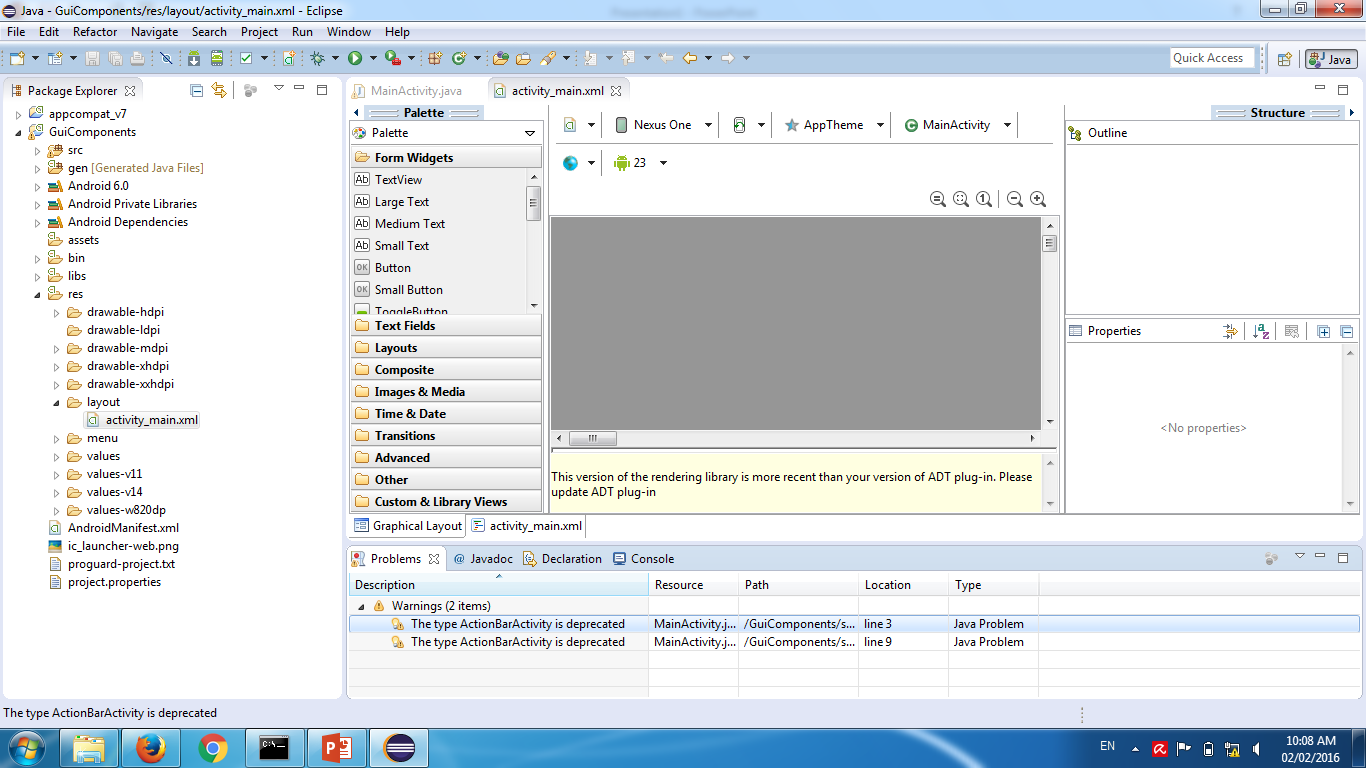 Java - GuiComponents/res/layout/activity_main.xml - Eclipse
File Edit Refactor Navigate Search Project Run Window Help
Quick Access
Java
Package Explorer
appcompat_v7
GuiComponents
src
gen [Generated Java Files]
Android 6.0
Android Private Libraries
Android Dependencies
assets
bin
libs
res
drawable-hdpi
drawable-ldpi
drawable-mdpi
drawable-xhdpi
drawable-xxhdpi
layout
activity_main.xml
menu
values
values-v11
values-v14
values-w820dp
AndroidManifest.xml
ic_launcher-web.png
proguard-project.txt
project.properties
MainActivity.java
activity_main.xml
Palette
Palette
Form Widgets
Ab TextView
Ab Large Text
Ab Medium Text
Ab Small Text
OK Button
OK Small Button
ToggleButton
Text Fields
Layouts
Composite
Images & Media
Time & Date
Transitions
Advanced
Other
Custom & Library Views
Nexus One
AppTheme
MainActivity
23
This version of the rendering library is more recent than your version of ADT plug-in. Please
update ADT plug-in
Graphical Layout
activity_main.xml
Structure
Outline
Properties
<No properties>
Problems
@ Javadoc
Declaration
Console
Description Resource Path Location Type
Warnings (2 items)
The type ActionBarActivity is deprecated MainActivity.j... /GuiComponents/s... line 3 Java Problem
The type ActionBarActivity is deprecated MainActivity.j... /GuiComponents/s... line 9 Java Problem
The type ActionBarActivity is deprecated
EN
10:08 AM
02/02/2016